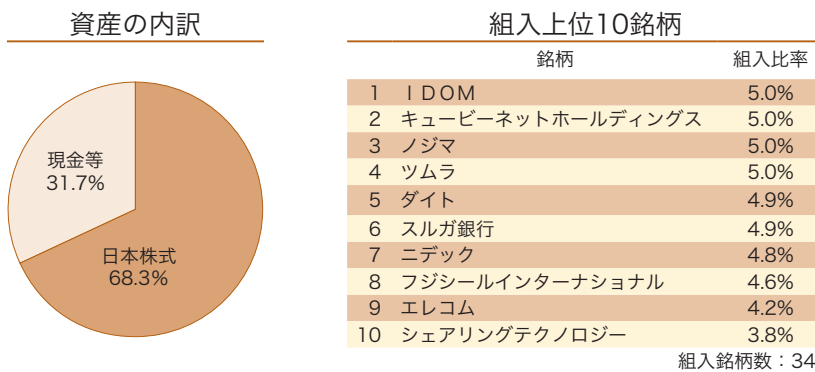 資産の内訳
現金等
31.7%
日本株式
68.3%
組入上位10銘柄
銘柄 組入比率
1 ＩＤＯＭ 5.0%
2 キュービーネットホールディングス 5.0%
3 ノジマ 5.0%
4 ツムラ 5.0%
5 ダイト 4.9%
6 スルガ銀行 4.9%
7 ニデック 4.8%
8 フジシールインターナショナル 4.6%
9 エレコム 4.2%
10 シェアリングテクノロジー 3.8%
組入銘柄数：34